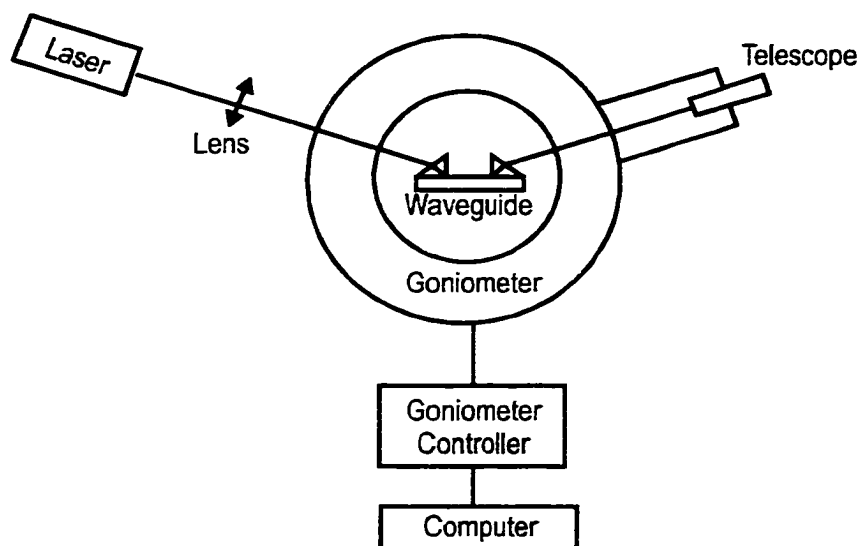 Laser
Telescope
Lens
Waveguide
Goniometer
Goniometer
Controller
Computer